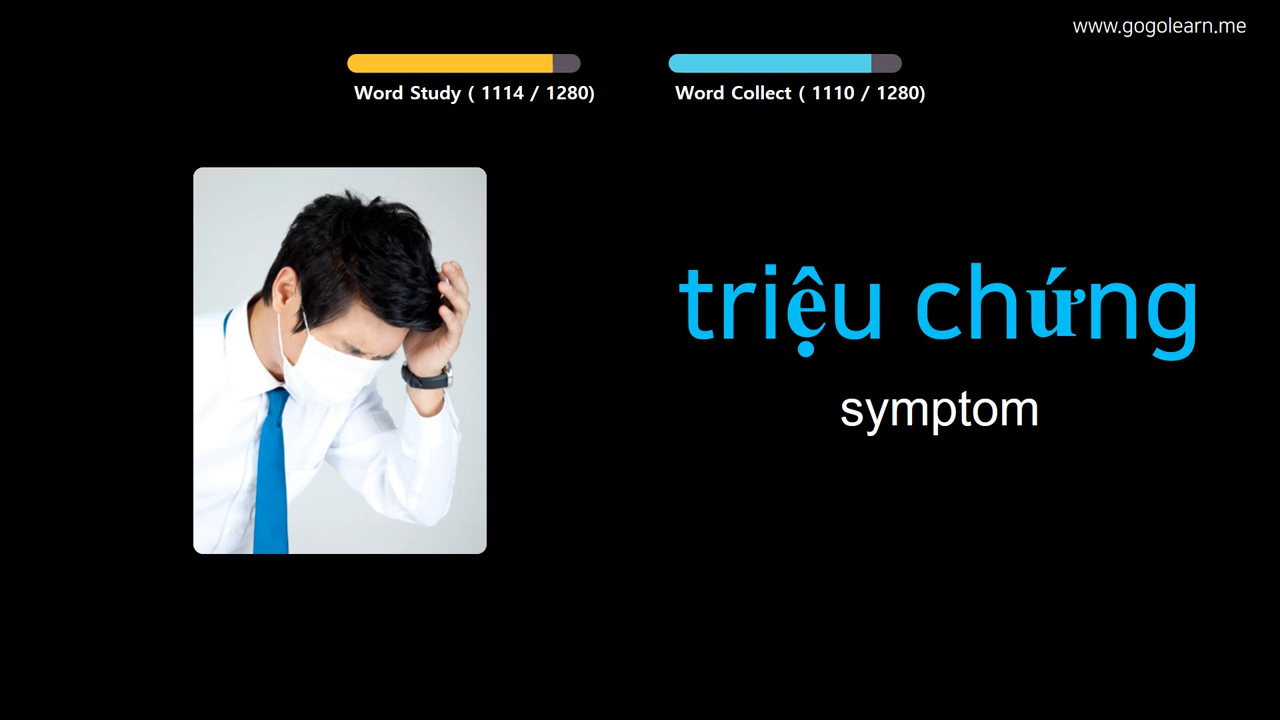 www.gogolearn.me
Word Study ( 1114 / 1280)
Word Collect ( 1110 / 1280)
triệu chứng
symptom